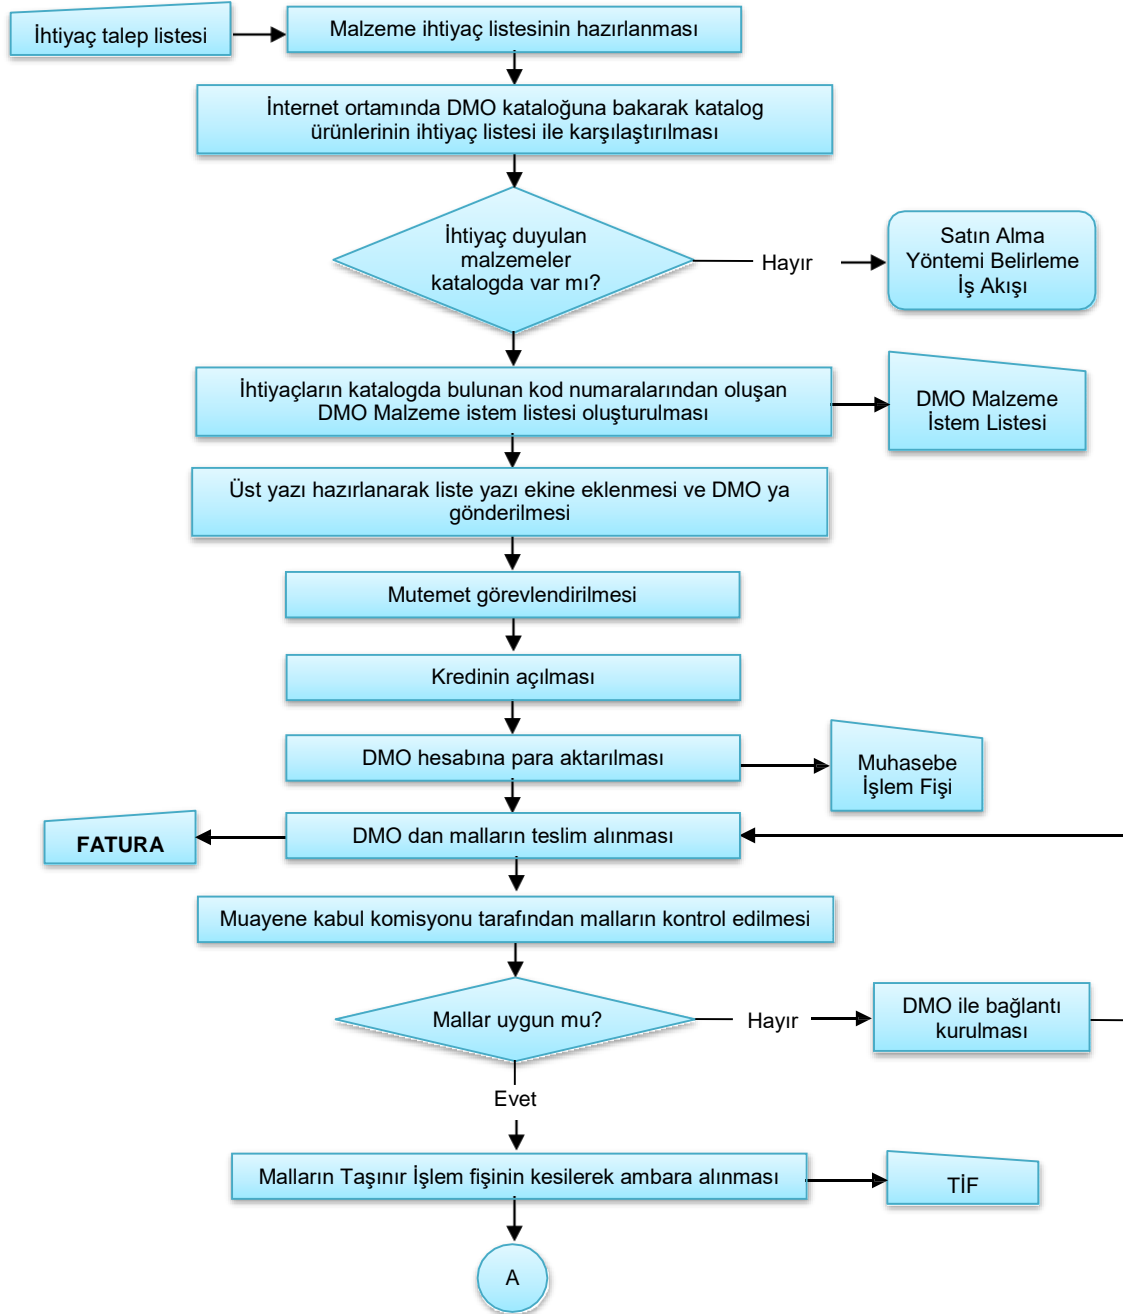 İhtiyaç talep listesi
Malzeme ihtiyaç listesinin hazırlanması
İnternet ortamında DMO kataloğuna bakarak katalog
ürünlerinin ihtiyaç listesi ile karşılaştırılması
İhtiyaç duyulan
malzemeler
katalogda var mı?
Hayır
Satın Alma
Yöntemi Belirleme
İş Akışı
İhtiyaçların katalogda bulunan kod numaralarından oluşan
DMO Malzeme istem listesi oluşturulması
DMO Malzeme
İstem Listesi
Üst yazı hazırlanarak liste yazı ekine eklenmesi ve DMO ya
gönderilmesi
Mutemet görevlendirilmesi
Kredinin açılması
DMO hesabına para aktarılması
Muhasebe
İşlem Fişi
FATURA
DMO dan malların teslim alınması
Muayene kabul komisyonu tarafından malların kontrol edilmesi
Mallar uygun mu?
Hayır
DMO ile bağlantı
kurulması
Evet
Malların Taşınır İşlem fişinin kesilerek ambara alınması
TİF
A